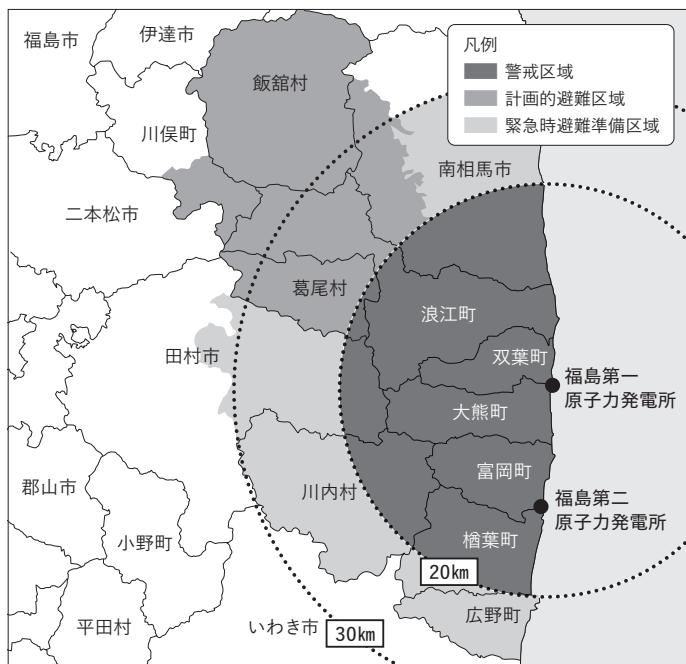 福島市
伊達市
凡例
警戒区域
計画的避難区域
緊急時避難準備区域
飯舘村
川俣町
南相馬市
二本松市
葛尾村
浪江町
双葉町
田村市
福島第一
原子力発電所
大熊町
富岡町
郡山市
川内村
福島第二
原子力発電所
小野町
楢葉町
20km
広野町
平田村
いわき市
30km